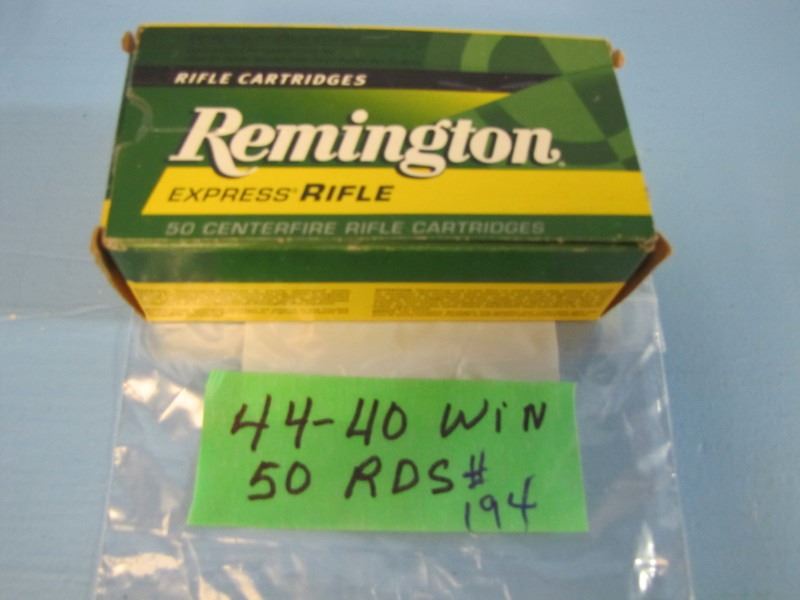 RIFLE CARTRIDGES
Remington
EXPRESS® RIFLE
50 CENTERFIRE RIFLE CARTRIDGES
44-40 WiN
50 RDS #
194